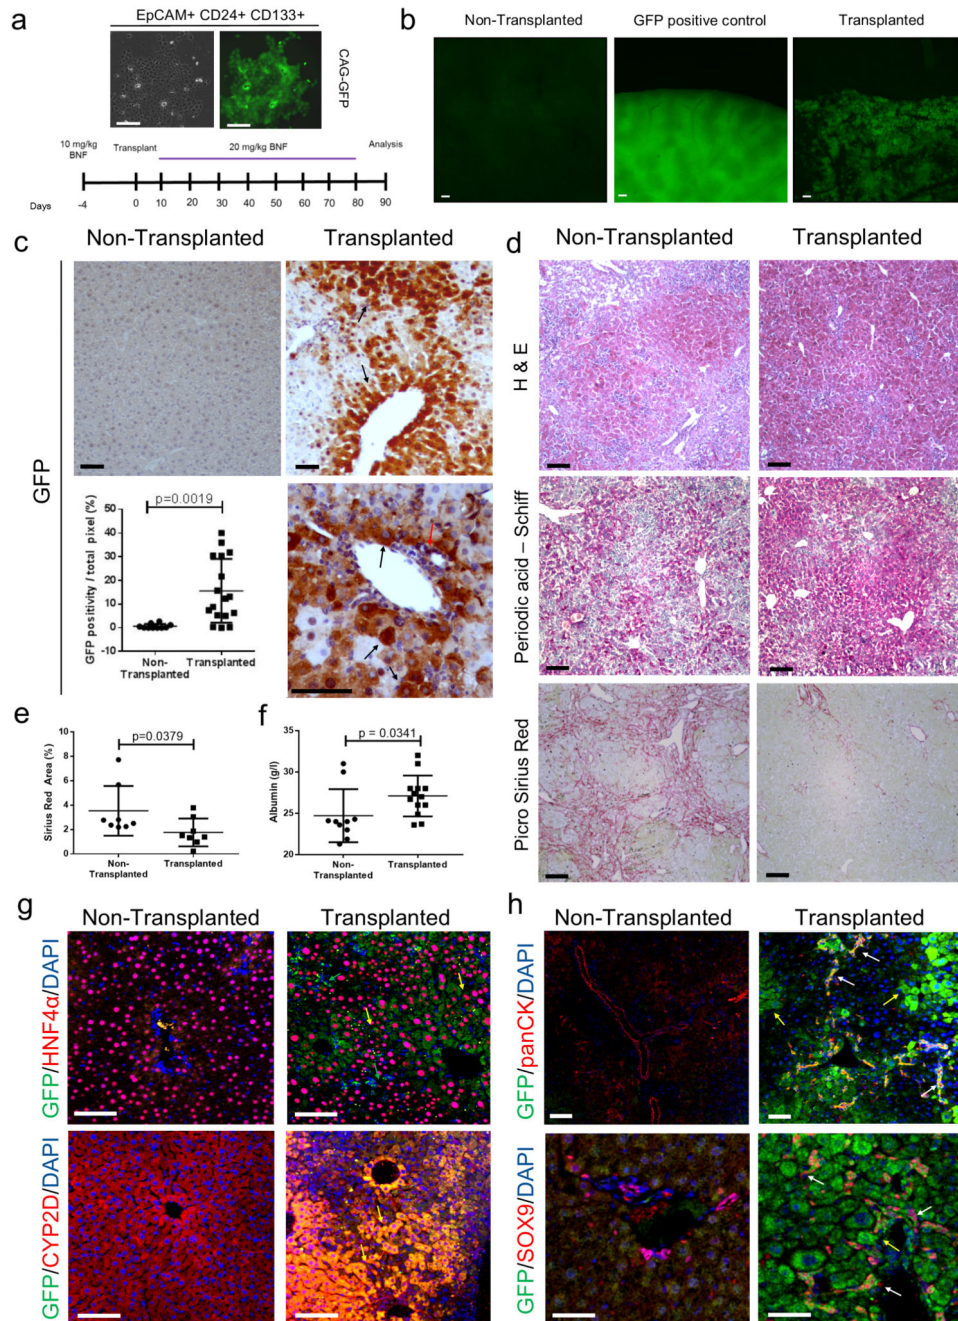 a
EpCAM+ CD24+ CD133+
CAG-GFP
10 mg/kg
BNF
Transplant
20 mg/kg BNF
Analysis
Days
-4 0 10 20 30 40 50 60 70 80 90
b
Non-Transplanted
GFP positive control
Transplanted
c
Non-Transplanted
Transplanted
GFP
GFP positivity / total pixel (%)
p=0.0019
50
40
30
20
10
0
-10
Non-
Transplanted
Transplanted
d
Non-Transplanted
Transplanted
H & E
Periodic acid – Schiff
Picro Sirius Red
e
Sirius Red Area (%)
p=0.0379
10
8
6
4
2
0
Non-
Transplanted
Transplanted
f
Albumin (g/l)
p = 0.0341
35
30
25
20
Non-
Transplanted
Transplanted
g
Non-Transplanted
Transplanted
GFP/HNF4α/DAPI
GFP/CYP2D/DAPI
h
Non-Transplanted
Transplanted
GFP/panCK/DAPI
GFP/SOX9/DAPI